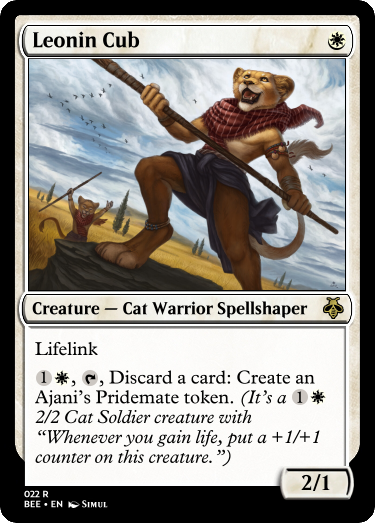 Leonin Cub
Creature — Cat Warrior Spellshaper
Lifelink
1, , Discard a card: Create an
Ajani's Pridemate token. (It's a 1
2/2 Cat Soldier creature with
“Whenever you gain life, put a +1/+1
counter on this creature.”)
2/1
022 R
BEE • EN Simul